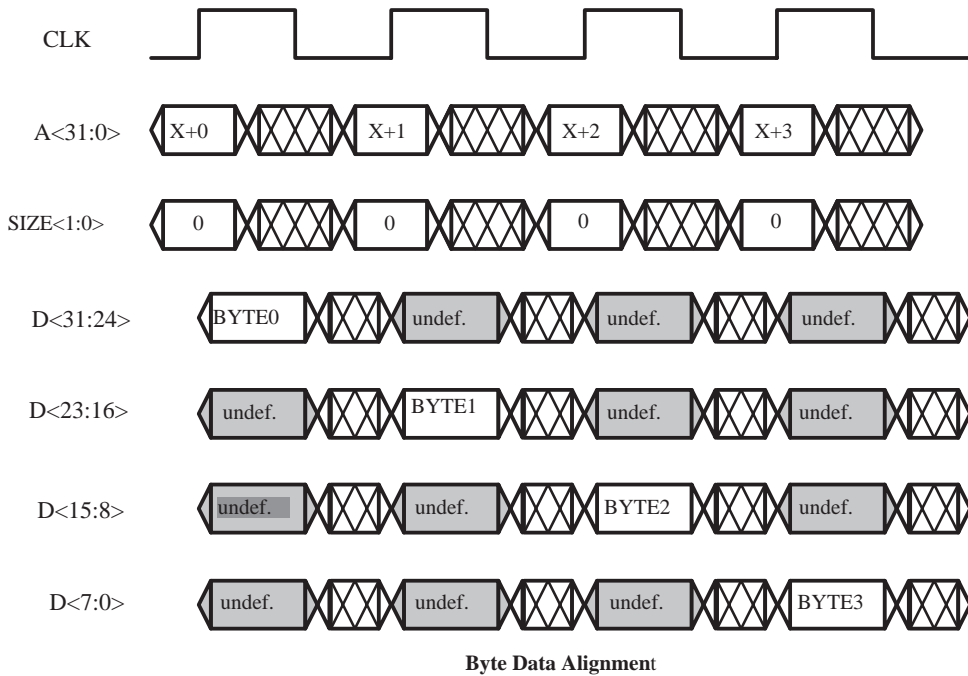 CLK
A<31:0> X+0 X+1 X+2 X+3
SIZE<1:0> 0 0 0 0
D<31:24> BYTE0 undef. undef. undef.
D<23:16> undef. BYTE1 undef. undef.
D<15:8> undef. undef. BYTE2 undef.
D<7:0> undef. undef. undef. BYTE3
Byte Data Alignment